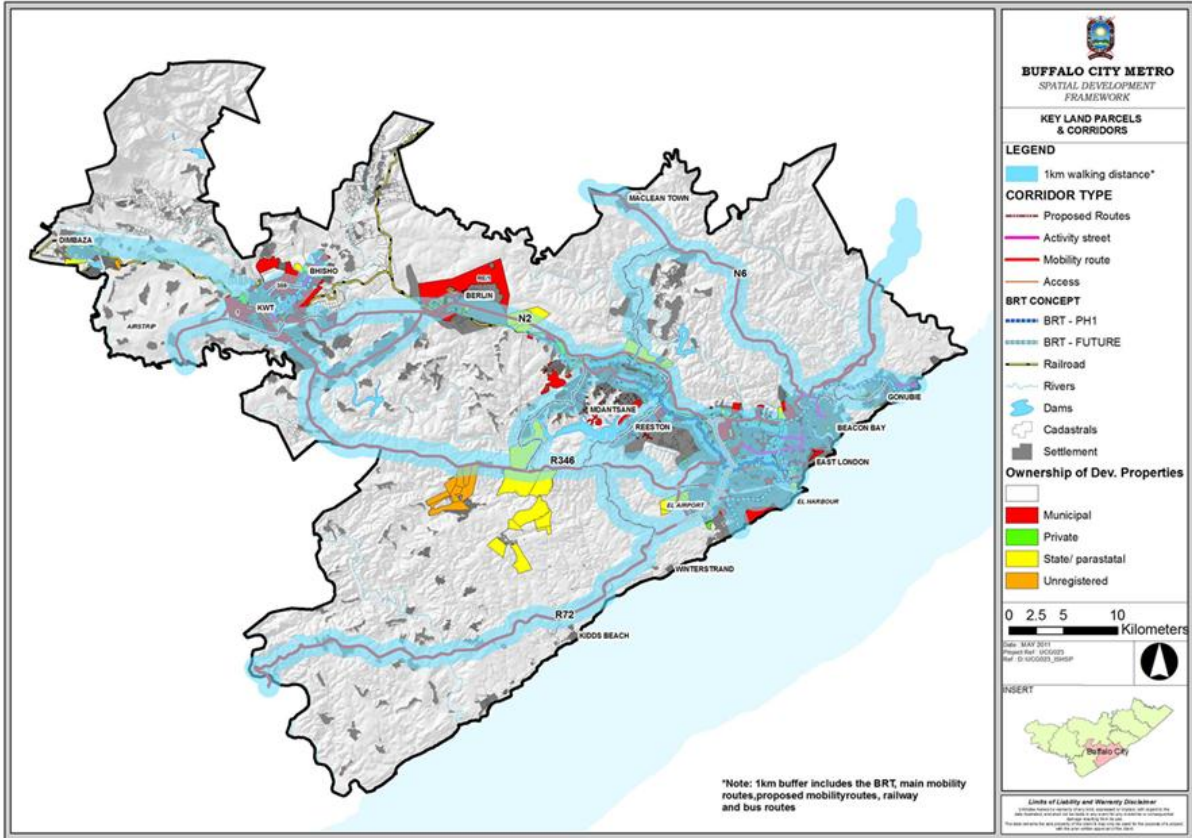 BUFFALO CITY METRO
SPATIAL DEVELOPMENT
FRAMEWORK
KEY LAND PARCELS
& CORRIDORS
LEGEND
1km walking distance*
CORRIDOR TYPE
Proposed Routes
Activity street
Mobility route
Access
BRT CONCEPT
BRT - PH1
BRT - FUTURE
Railroad
Rivers
Dams
Cadastrals
Settlement
Ownership of Dev. Properties
Municipal
Private
State/ parastatal
Unregistered
0 2.5 5 10
Kilometers
Date : MAY 2011
INSERT
Buffalo City
Limits of Liability and Warranty Disclaimer
MACLEAN TOWN
DIMBAZA
BHISHO
N6
BERLIN
KWT
N2
AIRSTRIP
MDANTSANE
GONUBIE
REESTON
BEACON BAY
R346
EAST LONDON
EL AIRPORT
EL HARBOUR
WINTERSTRAND
R72
KIDDS BEACH
*Note: 1km buffer includes the BRT, main mobility
routes,proposed mobilityroutes, railway
and bus routes